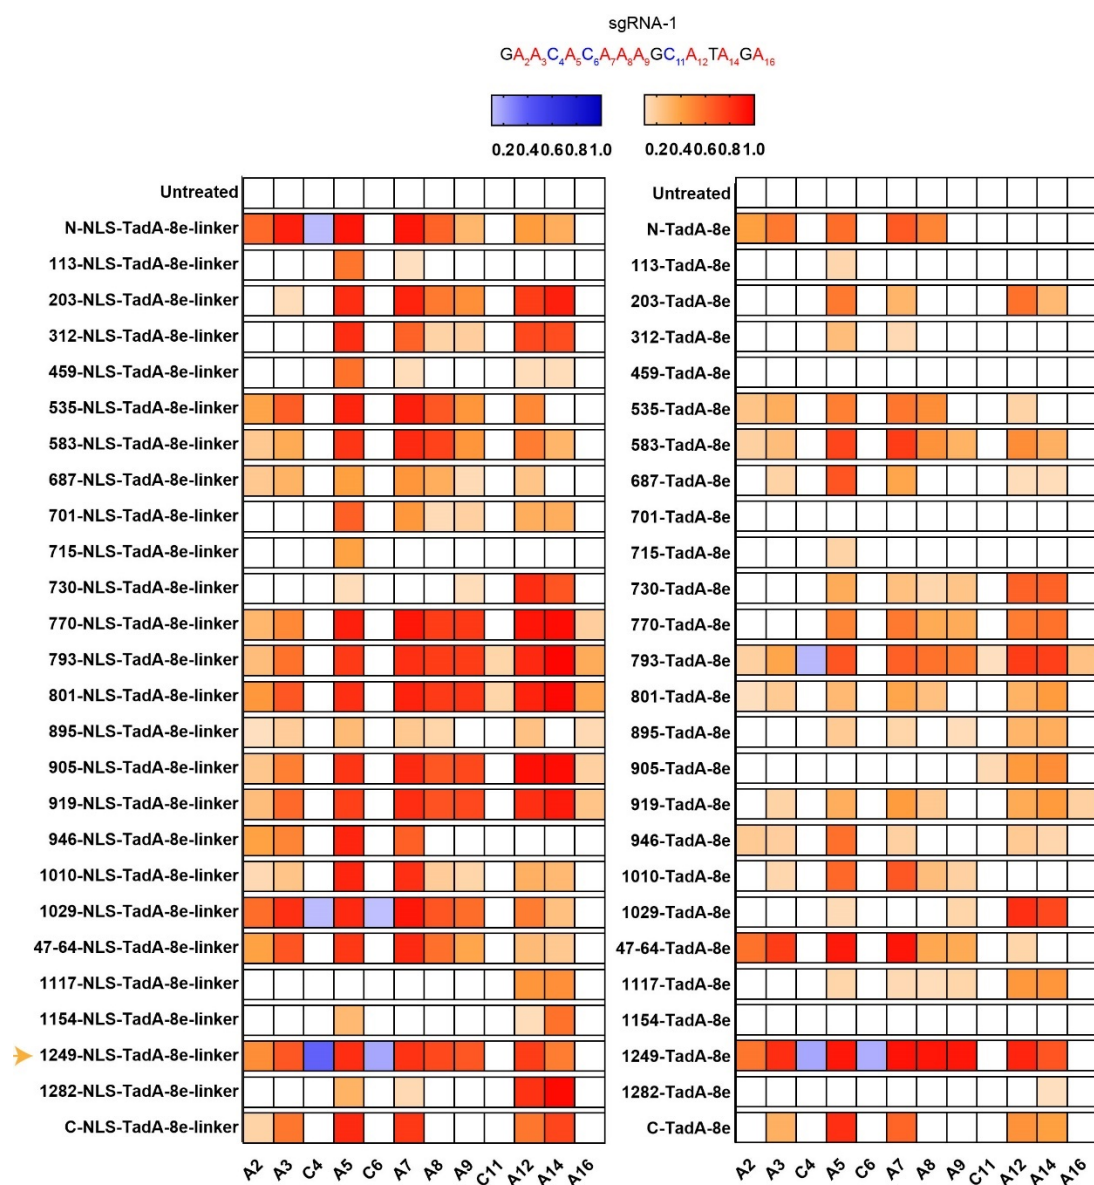 sgRNA-1
GA2A3C4A5C6A7A8A9GC11A12TA14GA16
0.20.40.60.81.0 0.20.40.60.81.0
Untreated Untreated
N-NLS-TadA-8e-linker N-TadA-8e
113-NLS-TadA-8e-linker 113-TadA-8e
203-NLS-TadA-8e-linker 203-TadA-8e
312-NLS-TadA-8e-linker 312-TadA-8e
459-NLS-TadA-8e-linker 459-TadA-8e
535-NLS-TadA-8e-linker 535-TadA-8e
583-NLS-TadA-8e-linker 583-TadA-8e
687-NLS-TadA-8e-linker 687-TadA-8e
701-NLS-TadA-8e-linker 701-TadA-8e
715-NLS-TadA-8e-linker 715-TadA-8e
730-NLS-TadA-8e-linker 730-TadA-8e
770-NLS-TadA-8e-linker 770-TadA-8e
793-NLS-TadA-8e-linker 793-TadA-8e
801-NLS-TadA-8e-linker 801-TadA-8e
895-NLS-TadA-8e-linker 895-TadA-8e
905-NLS-TadA-8e-linker 905-TadA-8e
919-NLS-TadA-8e-linker 919-TadA-8e
946-NLS-TadA-8e-linker 946-TadA-8e
1010-NLS-TadA-8e-linker 1010-TadA-8e
1029-NLS-TadA-8e-linker 1029-TadA-8e
47-64-NLS-TadA-8e-linker 47-64-TadA-8e
1117-NLS-TadA-8e-linker 1117-TadA-8e
1154-NLS-TadA-8e-linker 1154-TadA-8e
1249-NLS-TadA-8e-linker 1249-TadA-8e
1282-NLS-TadA-8e-linker 1282-TadA-8e
C-NLS-TadA-8e-linker C-TadA-8e
A2 A3 C4 A5 C6 A7 A8 A9 C11 A12 A14 A16 A2 A3 C4 A5 C6 A7 A8 A9 C11 A12 A14 A16